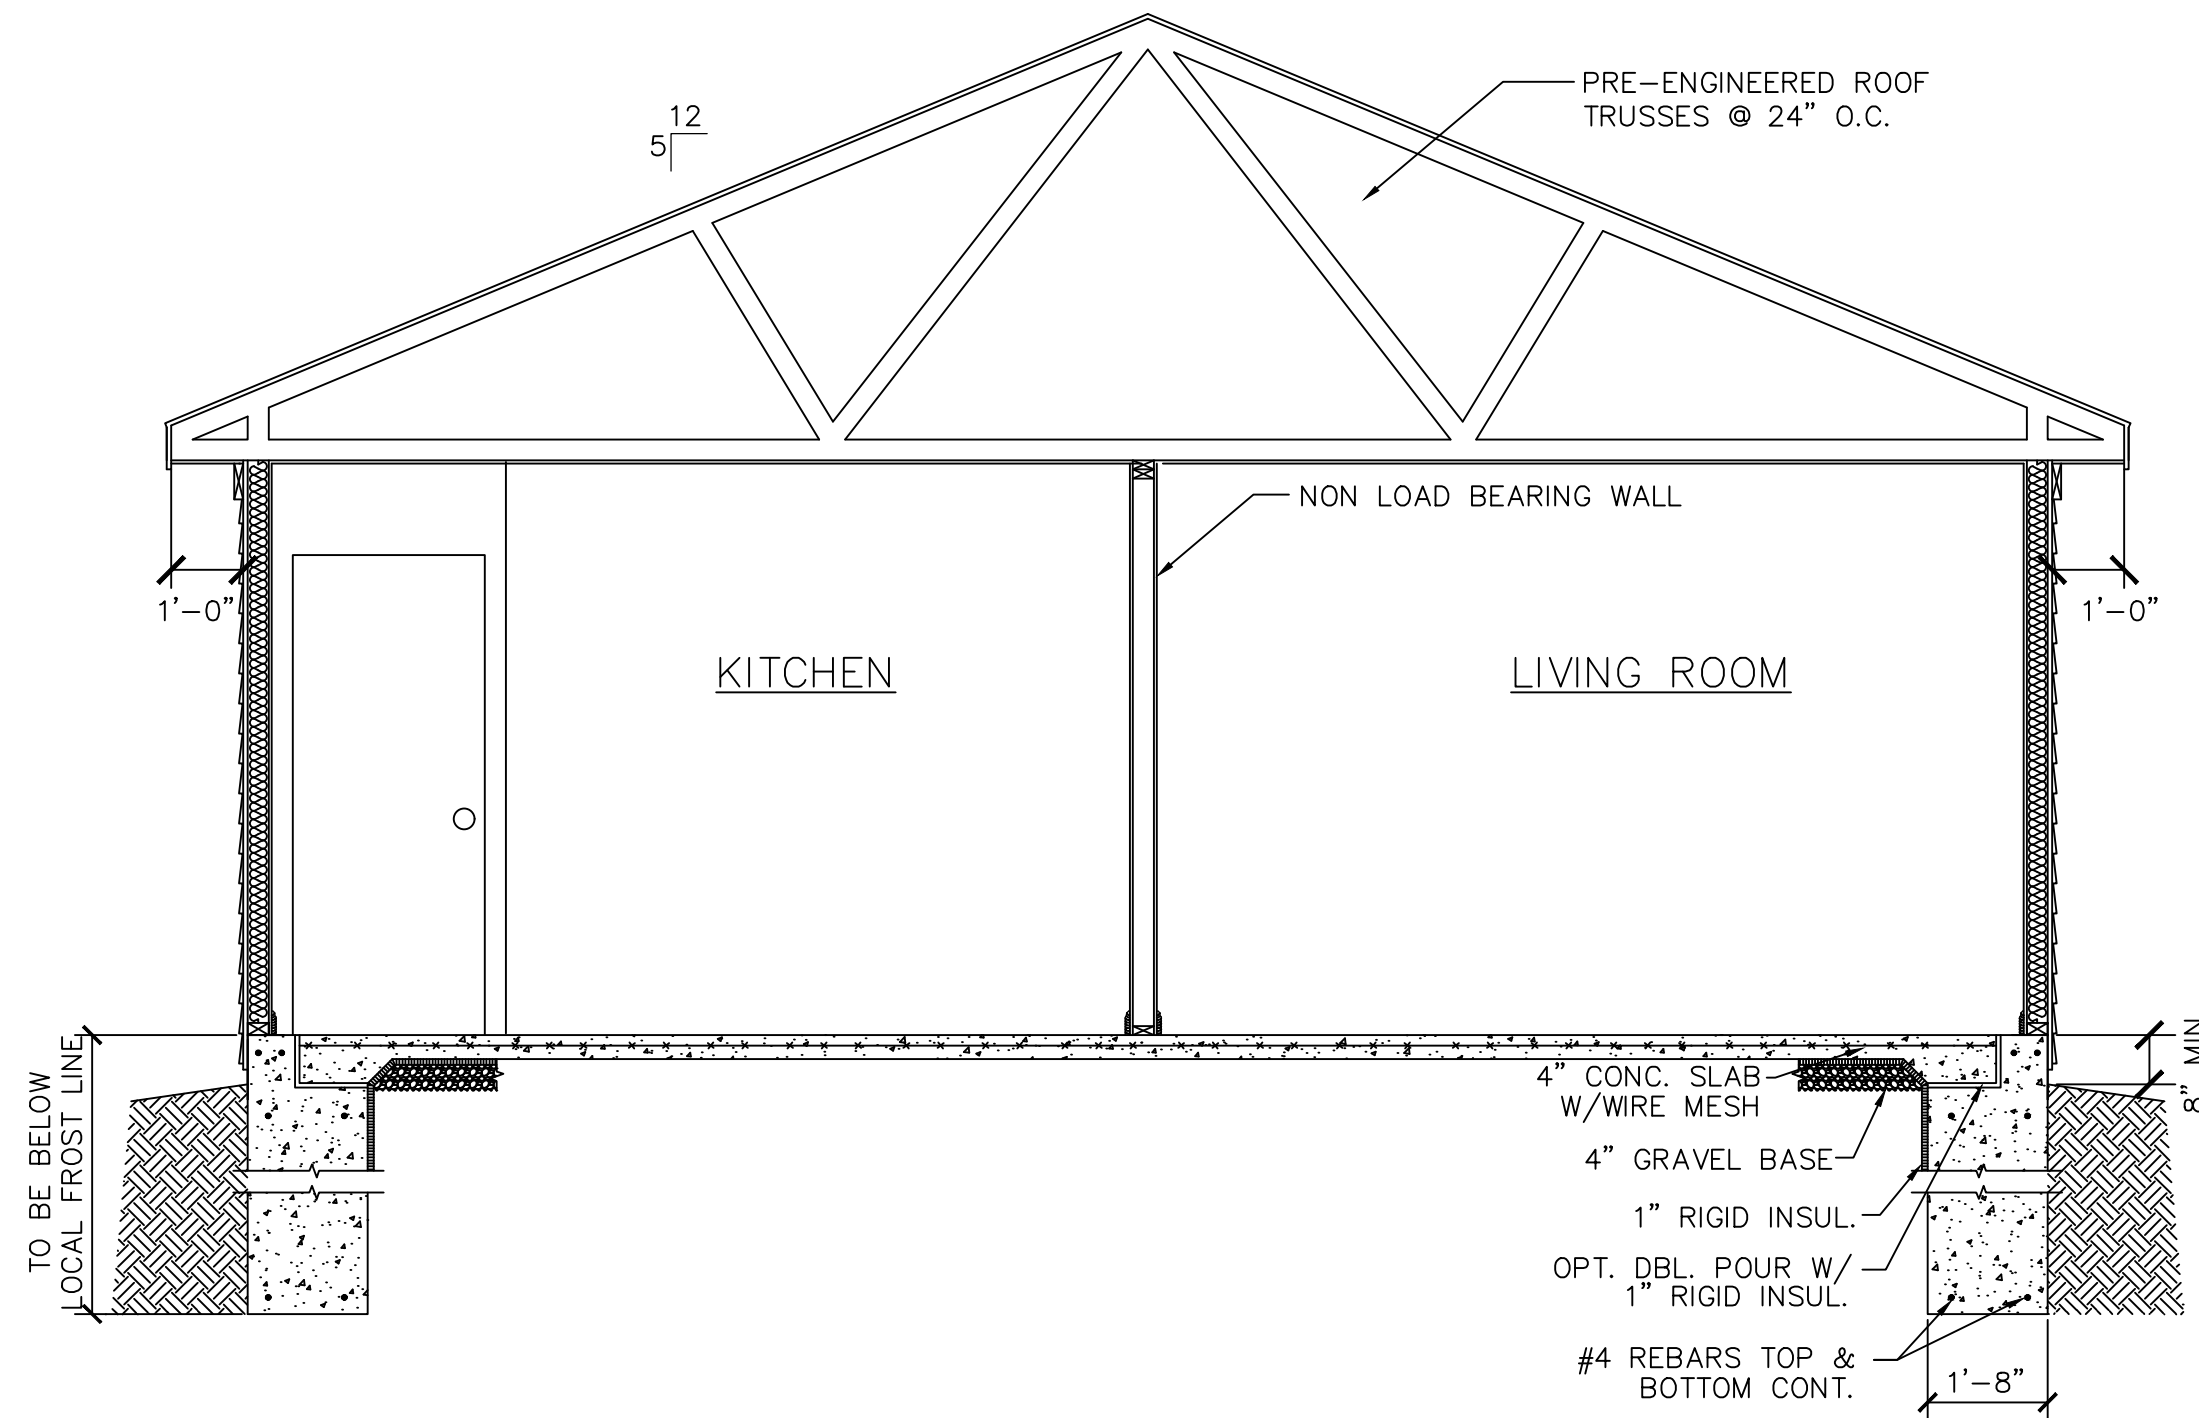 PRE-ENGINEERED ROOF
TRUSSES @ 24" O.C.
12
5
NON LOAD BEARING WALL
1'-0"
1'-0"
KITCHEN
LIVING ROOM
TO BE BELOW
LOCAL FROST LINE
8" MIN
4" CONC. SLAB
W/WIRE MESH
4" GRAVEL BASE
1" RIGID INSUL.
OPT. DBL. POUR W/
1" RIGID INSUL.
#4 REBARS TOP &
BOTTOM CONT.
1'-8"